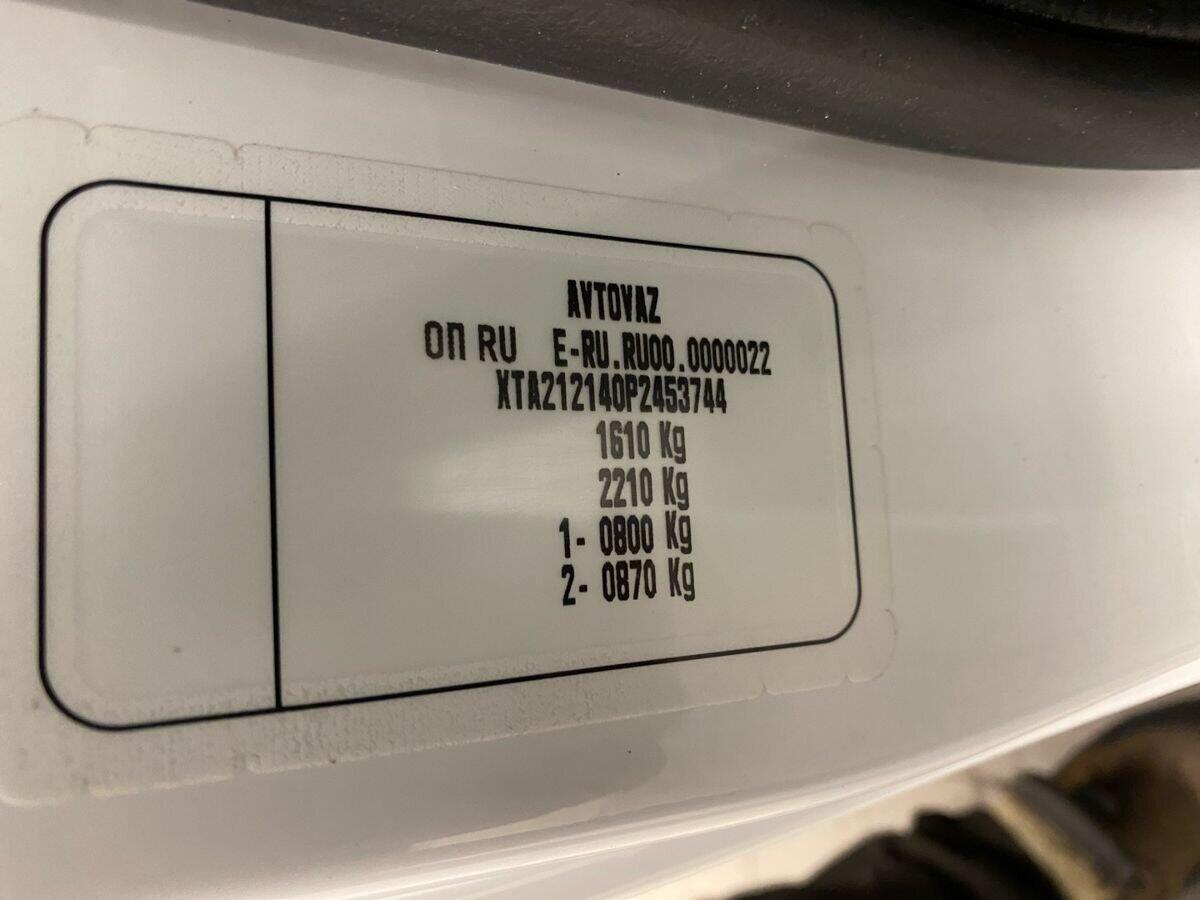 AVTOVAZ
ОП RU E-RU.RU00.0000022
XTA212140P2453744
1610 Kg
2210 Kg
1- 0800 Kg
2- 0870 Kg